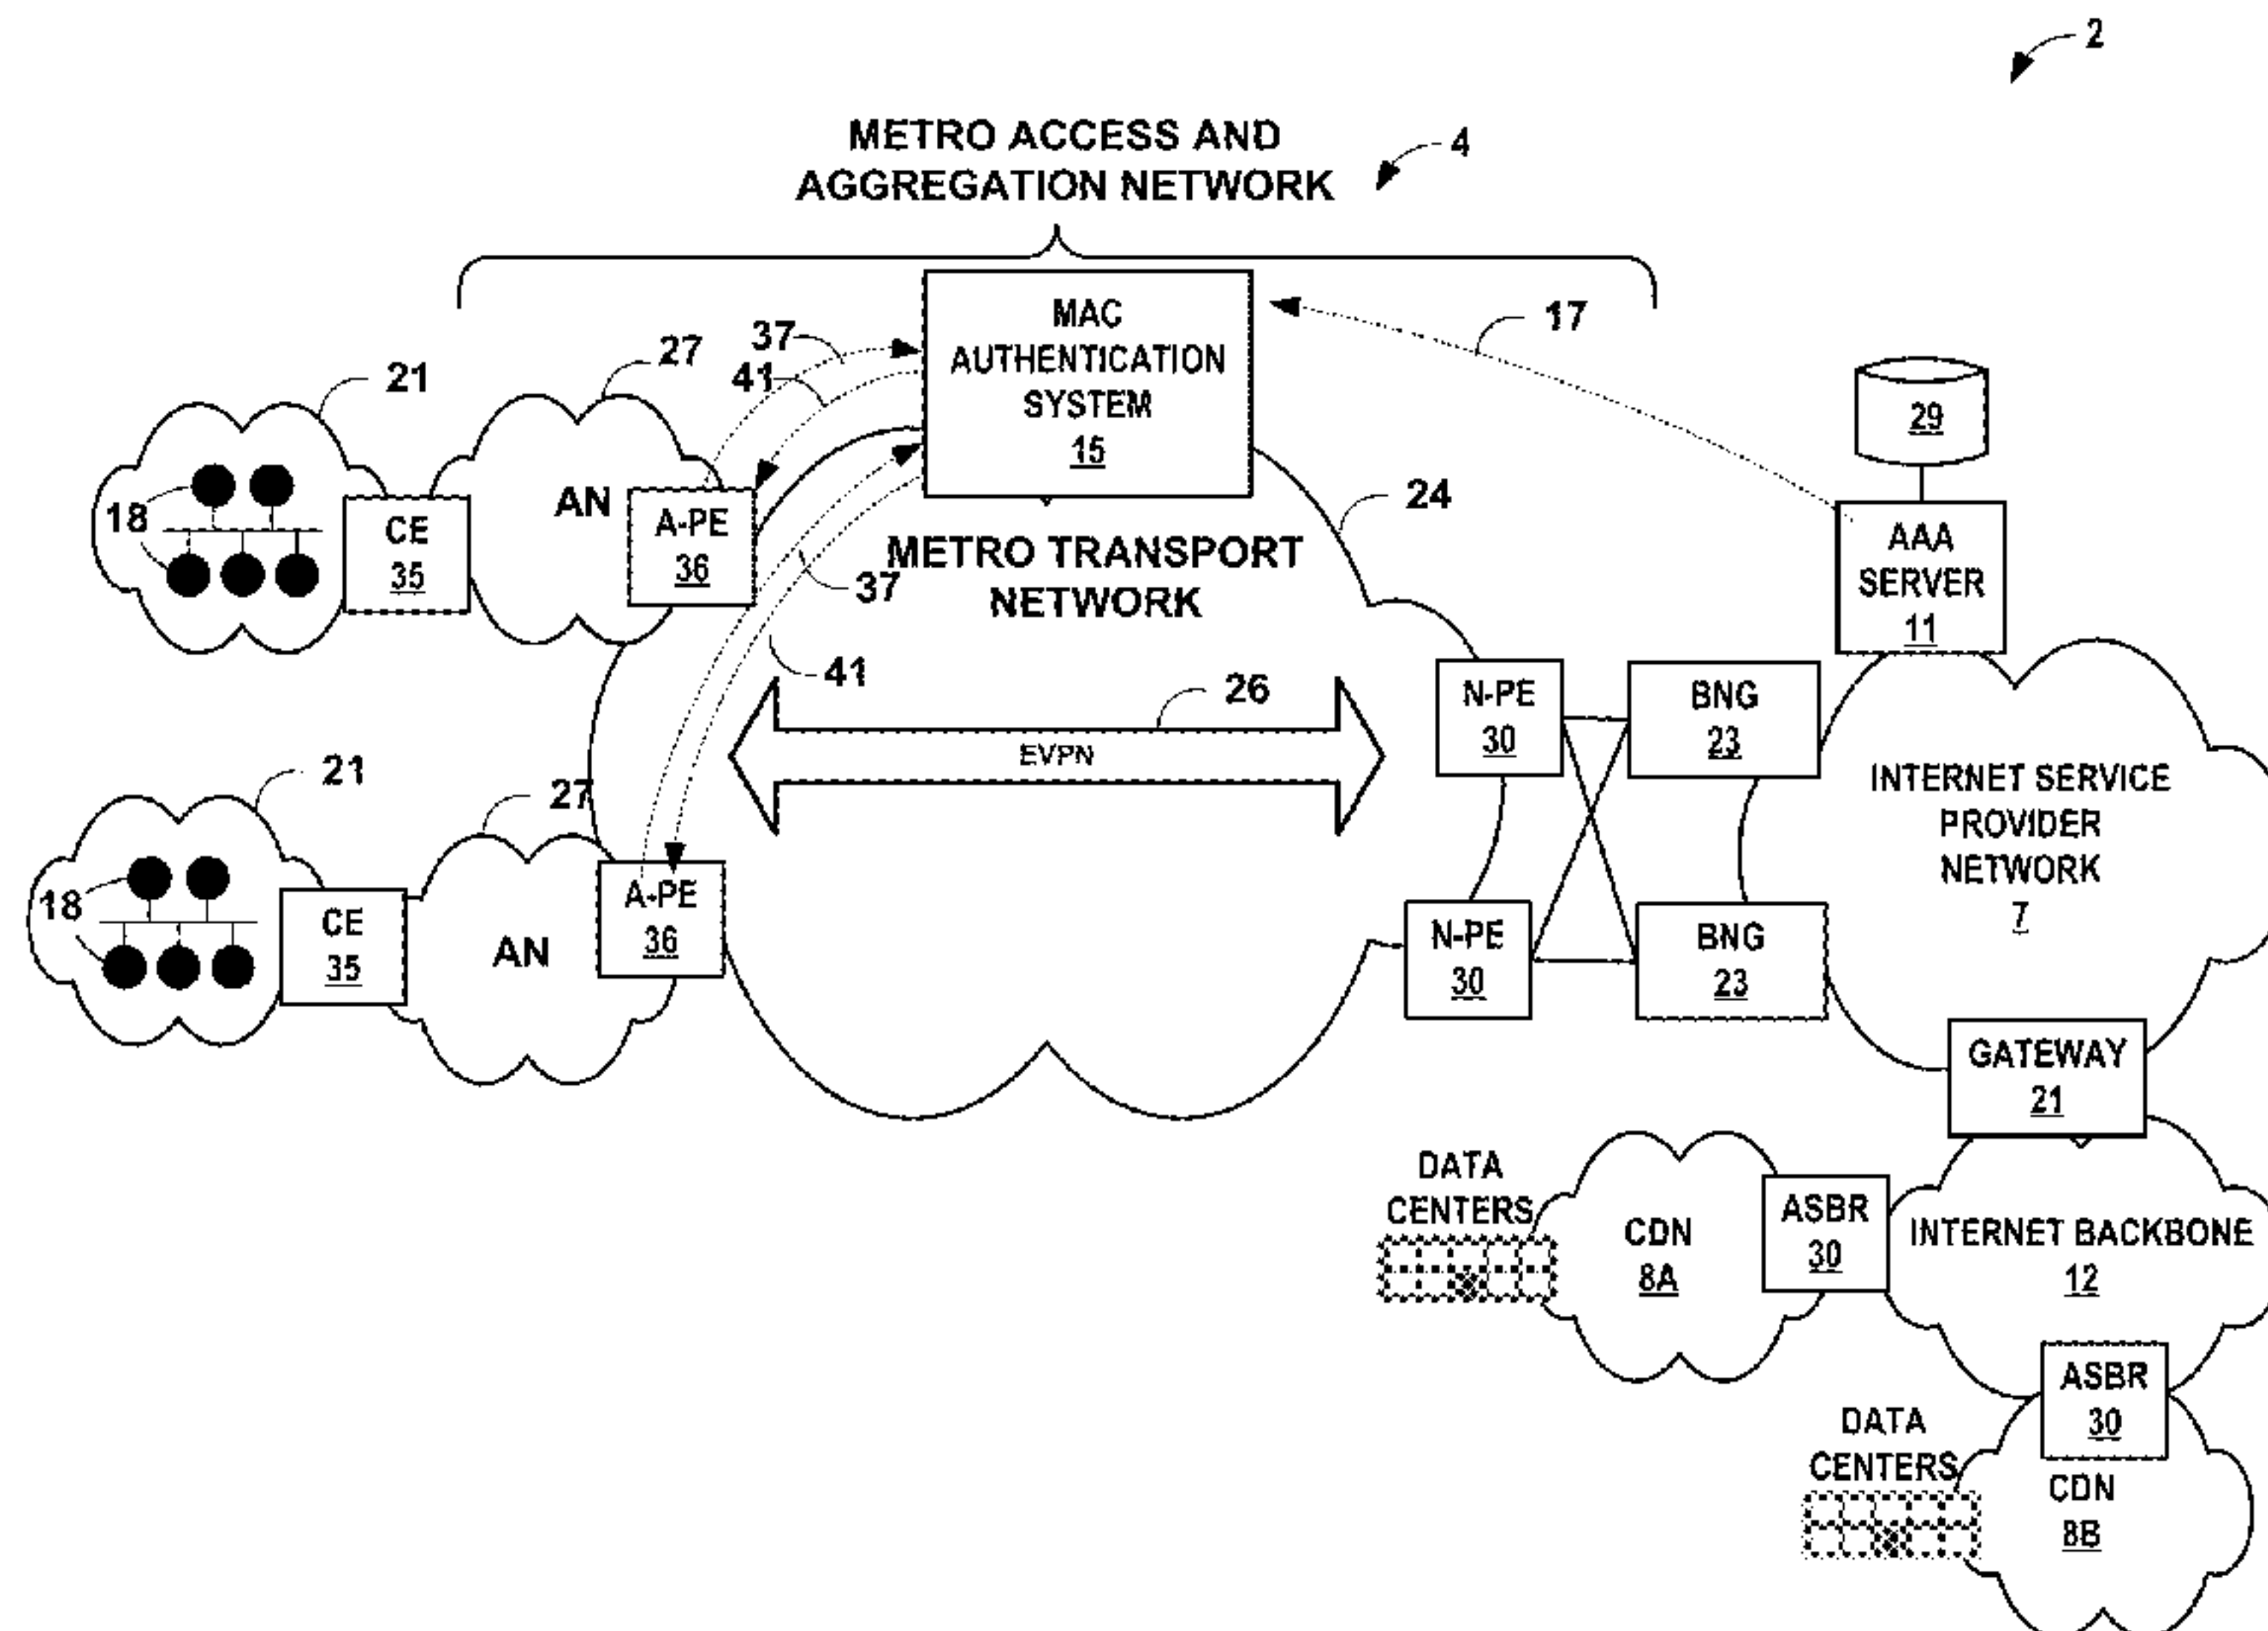 2
METRO ACCESS AND
AGGREGATION NETWORK
4
MAC
AUTHENTICATION
SYSTEM
15
17
37
41
27
21
29
18
CE
35
AN
A-PE
36
24
AAA
SERVER
11
METRO TRANSPORT
NETWORK
37
41
26
EVPN
N-PE
30
BNG
23
INTERNET SERVICE
PROVIDER
NETWORK
7
21
27
18
CE
35
AN
A-PE
36
N-PE
30
BNG
23
GATEWAY
21
DATA
CENTERS
CDN
8A
ASBR
30
INTERNET BACKBONE
12
ASBR
30
DATA
CENTERS
CDN
8B